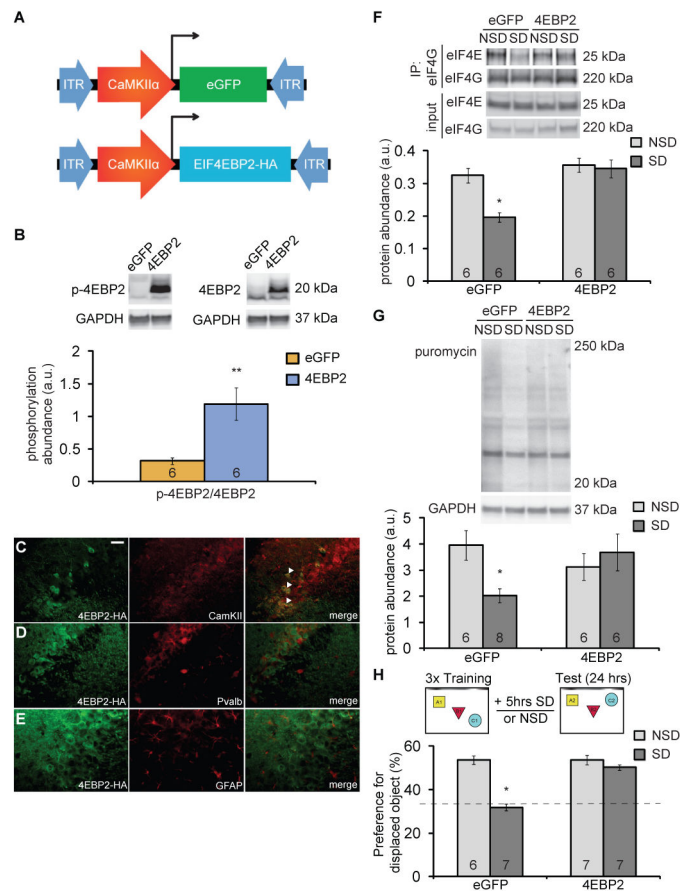 A
ITR CaMKIIα eGFP ITR
ITR CaMKIIα EIF4EBP2-HA ITR
B
eGFP 4EBP2 eGFP 4EBP2
p-4EBP2 4EBP2 20 kDa
GAPDH GAPDH 37 kDa
eGFP
4EBP2
phosphorylation
abundance (a.u.)
2
1.5
1
0.5
0
**
6 6
p-4EBP2/4EBP2
C
4EBP2-HA CamKII merge
D
4EBP2-HA Pvalb merge
E
4EBP2-HA GFAP merge
F
eGFP 4EBP2
NSD SD NSD SD
IP:
eIF4G
eIF4E 25 kDa
eIF4G 220 kDa
input
eIF4E 25 kDa
eIF4G 220 kDa
NSD
SD
protein abundance (a.u.)
0.4
0.3
0.2
0.1
0
*
6 6 6 6
eGFP 4EBP2
G
eGFP 4EBP2
NSD SD NSD SD
puromycin 250 kDa
20 kDa
GAPDH 37 kDa
NSD
SD
protein abundance (a.u.)
5
4
3
2
1
0
*
6 8 6 6
eGFP 4EBP2
H
3x Training Test (24 hrs)
+ 5hrs SD
or NSD
A1 C1
A2 C2
NSD
SD
Preference for
displaced object (%)
60
40
20
0
*
6 7 7 7
eGFP 4EBP2